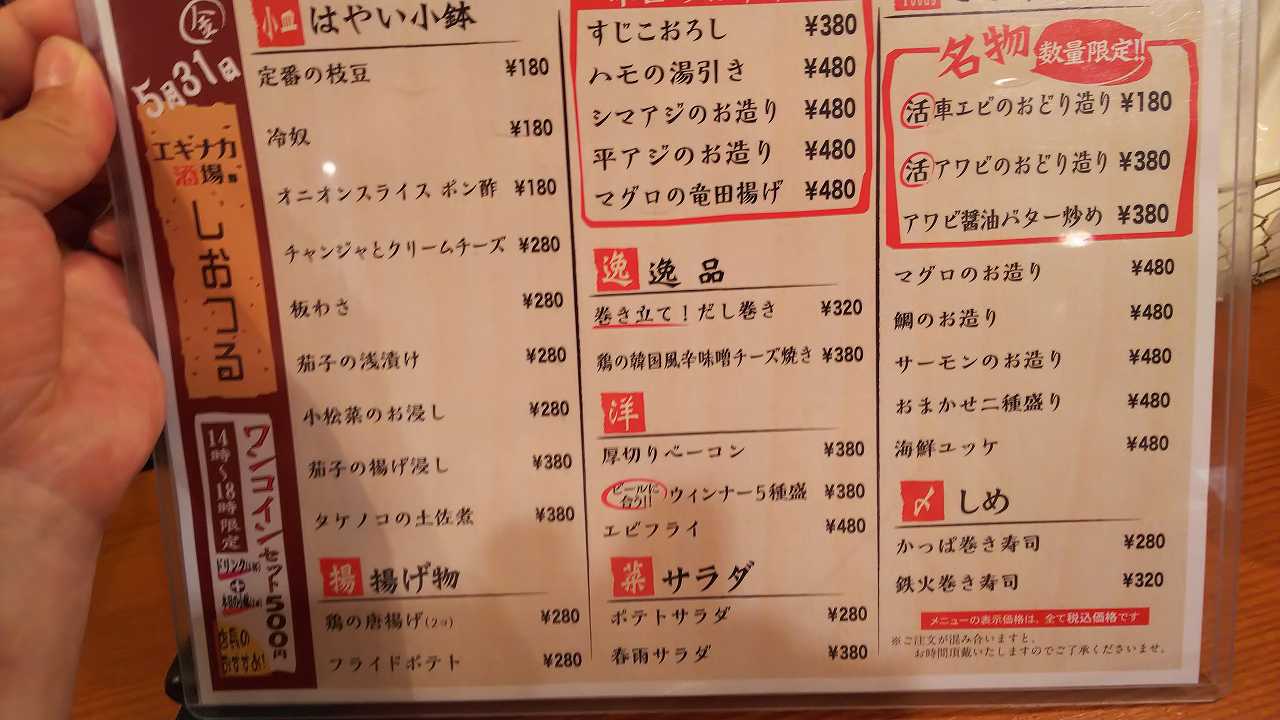 金
5月31日
エキナカ
酒場
しおつる
ワンコインセット500円
14時〜18時限定
ドリンク
+
店長の
おすすめ!
小皿 はやい小鉢
定番の枝豆 ¥180
冷奴 ¥180
オニオンスライス ポン酢 ¥180
チャンジャとクリームチーズ ¥280
板わさ ¥280
茄子の浅漬け ¥280
小松菜のお浸し ¥280
茄子の揚げ浸し ¥380
タケノコの土佐煮 ¥380
揚 揚げ物
鶏の唐揚げ(2コ) ¥280
フライドポテト ¥280
すじこおろし ¥380
ハモの湯引き ¥480
シマアジのお造り ¥480
平アジのお造り ¥480
マグロの竜田揚げ ¥480
逸 逸品
巻き立て!だし巻き ¥320
鶏の韓国風辛味噌チーズ焼き ¥380
洋
厚切りベーコン ¥380
ビールに合う!! ウィンナー5種盛 ¥380
エビフライ ¥480
菜 サラダ
ポテトサラダ ¥280
春雨サラダ ¥380
名物 数量限定!!
活車エビのおどり造り ¥180
活アワビのおどり造り ¥380
アワビ醤油バター炒め ¥380
マグロのお造り ¥480
鯛のお造り ¥480
サーモンのお造り ¥480
おまかせ二種盛り ¥480
海鮮ユッケ ¥480
〆 しめ
かっぱ巻き寿司 ¥280
鉄火巻き寿司 ¥320
メニューの表示価格は、全て税込価格です
※ご注文が混み合いますと、
お時間頂戴いたしますのでご了承くださいませ。